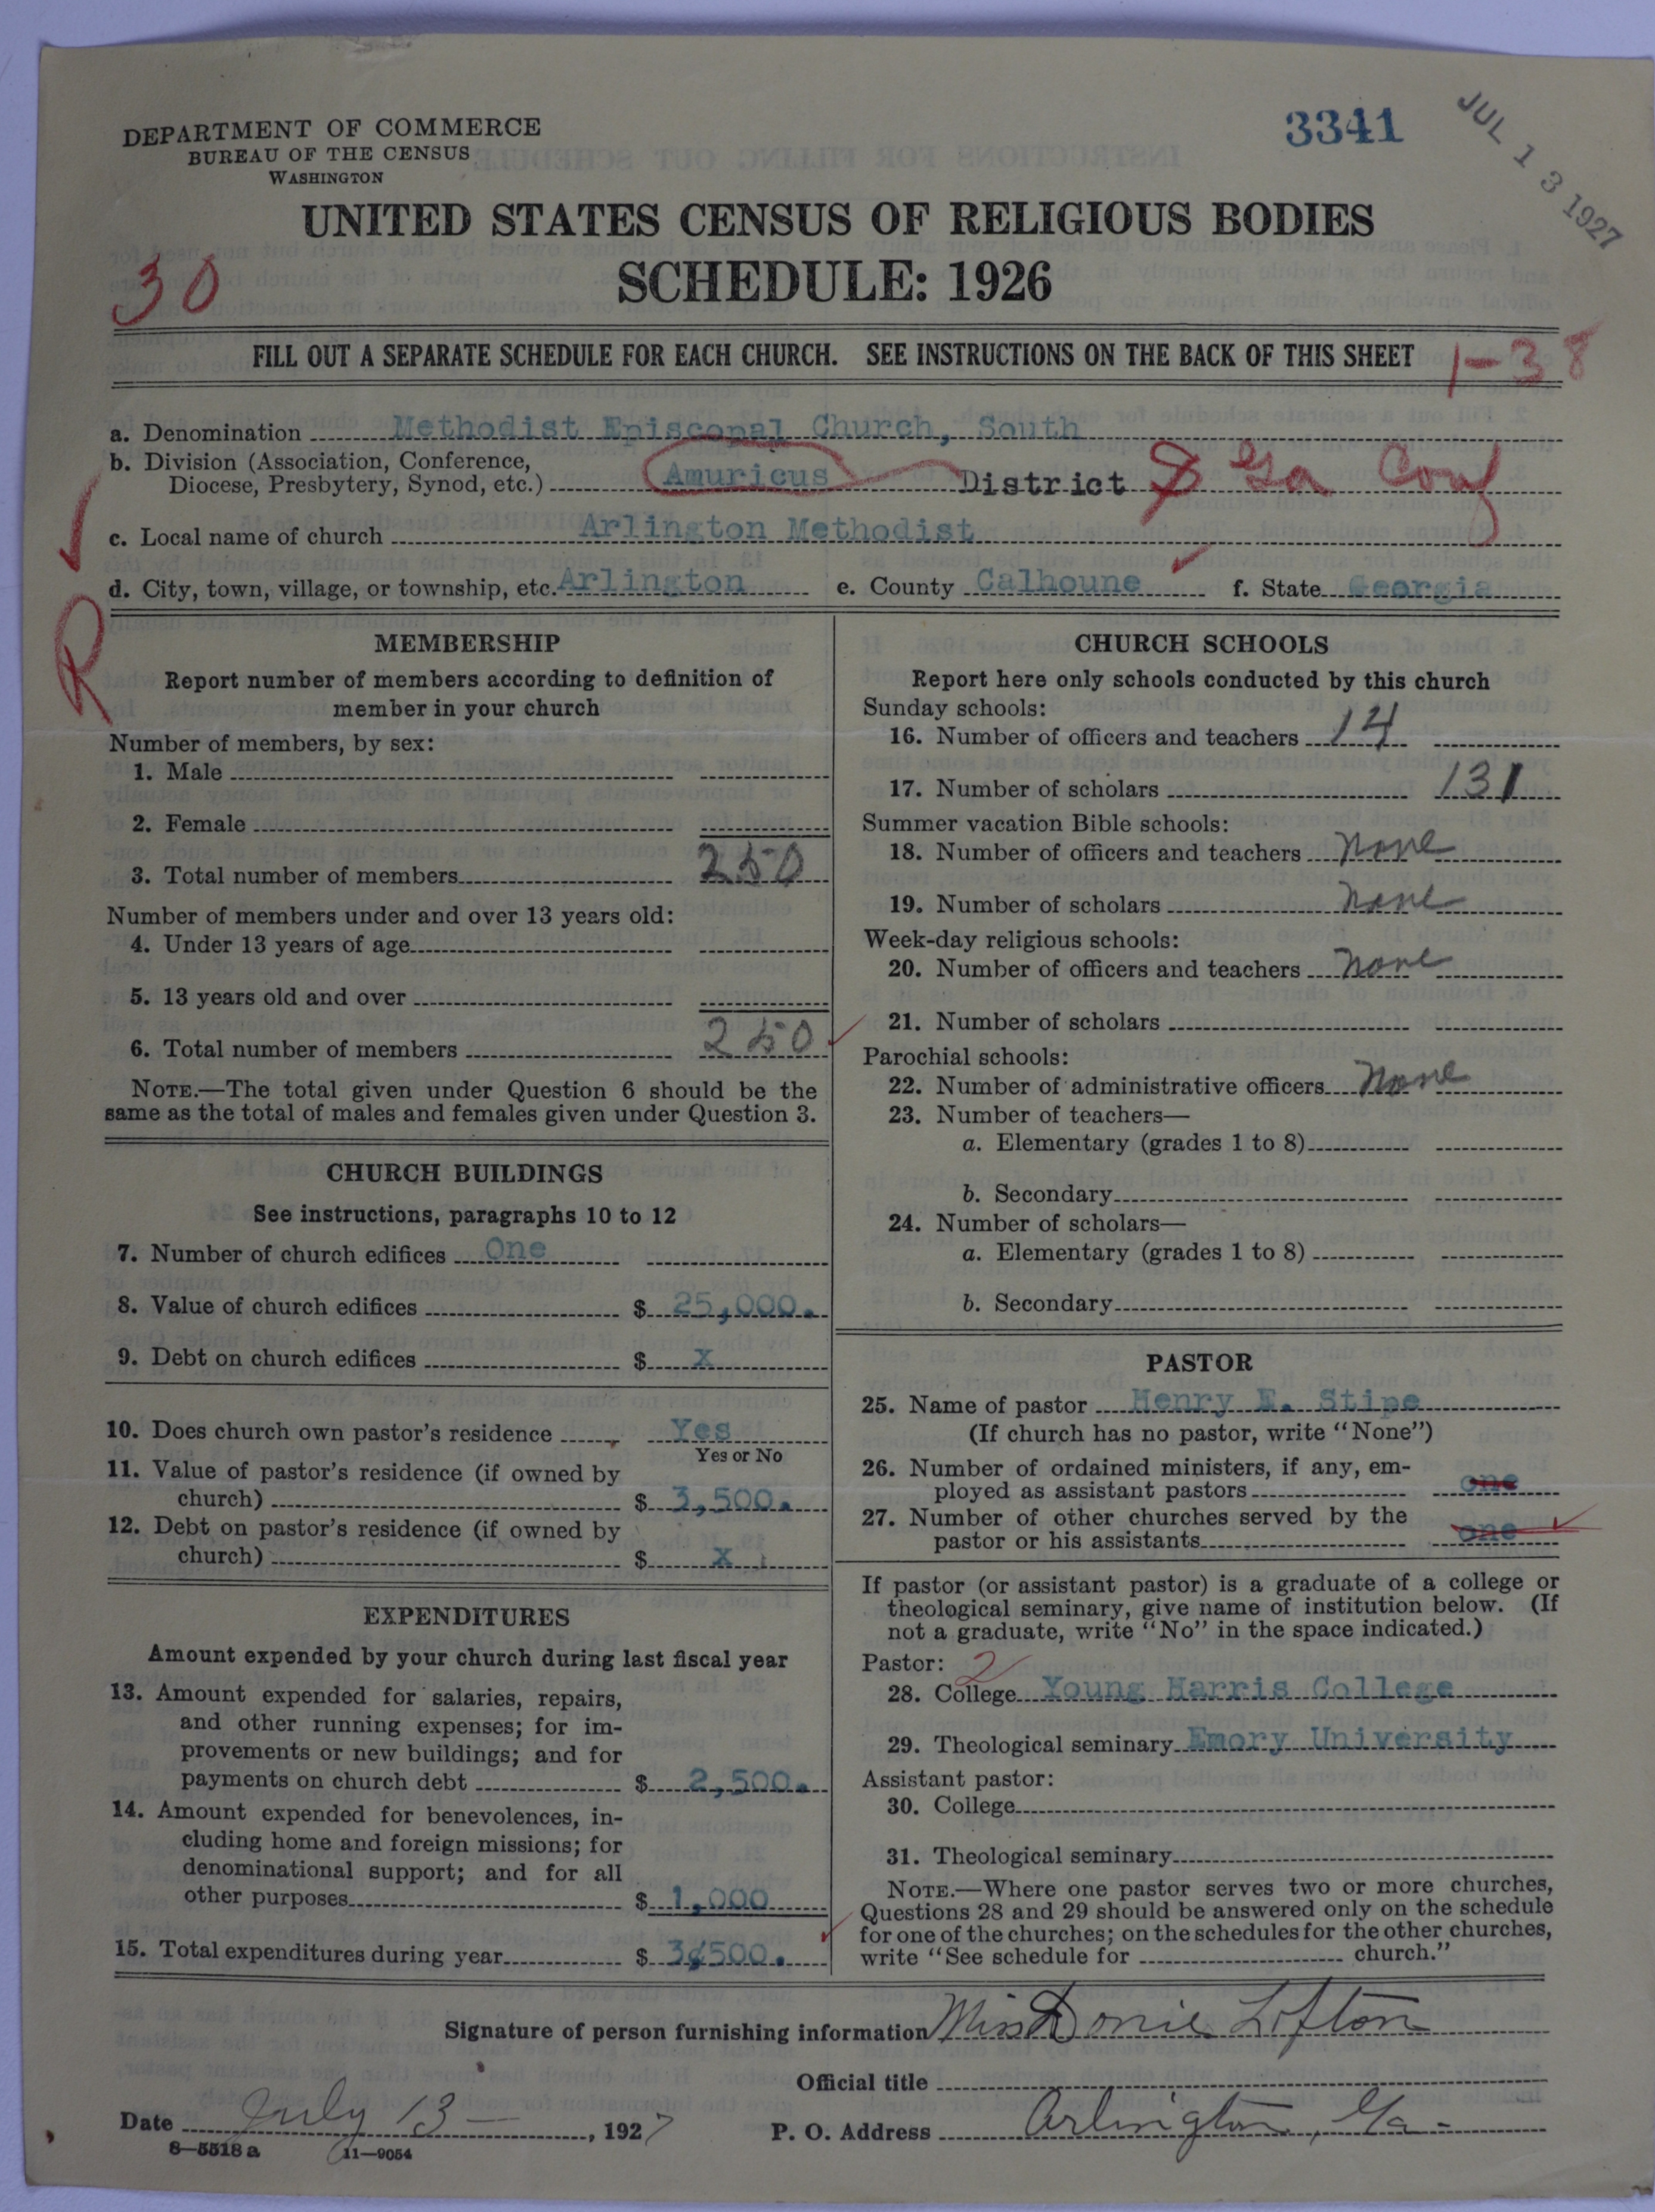 DEPARTMENT OF COMMERCE
BUREAU OF THE CENSUS
WASHINGTON
3341
JUL 13 1927
UNITED STATES CENSUS OF RELIGIOUS BODIES
SCHEDULE: 1926
30
FILL OUT A SEPARATE SCHEDULE FOR EACH CHURCH. SEE INSTRUCTIONS ON THE BACK OF THIS SHEET
1-38
a. Denomination Methodist Episcopal Church, South
b. Division (Association, Conference,
Diocese, Presbytery, Synod, etc.) Amuricus District Ga Conf
c. Local name of church Arlington Methodist
d. City, town, village, or township, etc. Arlington e. County Calhoune f. State Georgia
R
MEMBERSHIP
Report number of members according to definition of
member in your church
Number of members, by sex:
1. Male
2. Female
3. Total number of members 250
Number of members under and over 13 years old:
4. Under 13 years of age
5. 13 years old and over
6. Total number of members 250
NOTE.—The total given under Question 6 should be the
same as the total of males and females given under Question 3.
CHURCH BUILDINGS
See instructions, paragraphs 10 to 12
7. Number of church edifices One
8. Value of church edifices $ 25,000.
9. Debt on church edifices $ x
10. Does church own pastor's residence Yes
Yes or No
11. Value of pastor's residence (if owned by
church) $ 3,500.
12. Debt on pastor's residence (if owned by
church) $ x
EXPENDITURES
Amount expended by your church during last fiscal year
13. Amount expended for salaries, repairs,
and other running expenses; for im-
provements or new buildings; and for
payments on church debt $ 2,500.
14. Amount expended for benevolences, in-
cluding home and foreign missions; for
denominational support; and for all
other purposes $ 1,000
15. Total expenditures during year $ 3,500.
CHURCH SCHOOLS
Report here only schools conducted by this church
Sunday schools:
16. Number of officers and teachers 14
17. Number of scholars 131
Summer vacation Bible schools:
18. Number of officers and teachers None
19. Number of scholars None
Week-day religious schools:
20. Number of officers and teachers None
21. Number of scholars
Parochial schools:
22. Number of administrative officers None
23. Number of teachers—
a. Elementary (grades 1 to 8)
b. Secondary
24. Number of scholars—
a. Elementary (grades 1 to 8)
b. Secondary
PASTOR
25. Name of pastor Henry E. Stipe
(If church has no pastor, write "None")
26. Number of ordained ministers, if any, em-
ployed as assistant pastors one
27. Number of other churches served by the
pastor or his assistants one
If pastor (or assistant pastor) is a graduate of a college or
theological seminary, give name of institution below. (If
not a graduate, write "No" in the space indicated.)
Pastor: 2
28. College Young Harris College
29. Theological seminary Emory University
Assistant pastor:
30. College
31. Theological seminary
NOTE.—Where one pastor serves two or more churches,
Questions 28 and 29 should be answered only on the schedule
for one of the churches; on the schedules for the other churches,
write "See schedule for church."
Signature of person furnishing information Miss Donie Lofton
Official title
Date July 13 —, 1927 P. O. Address Arlington, Ga-
8—5518 a 11—9054